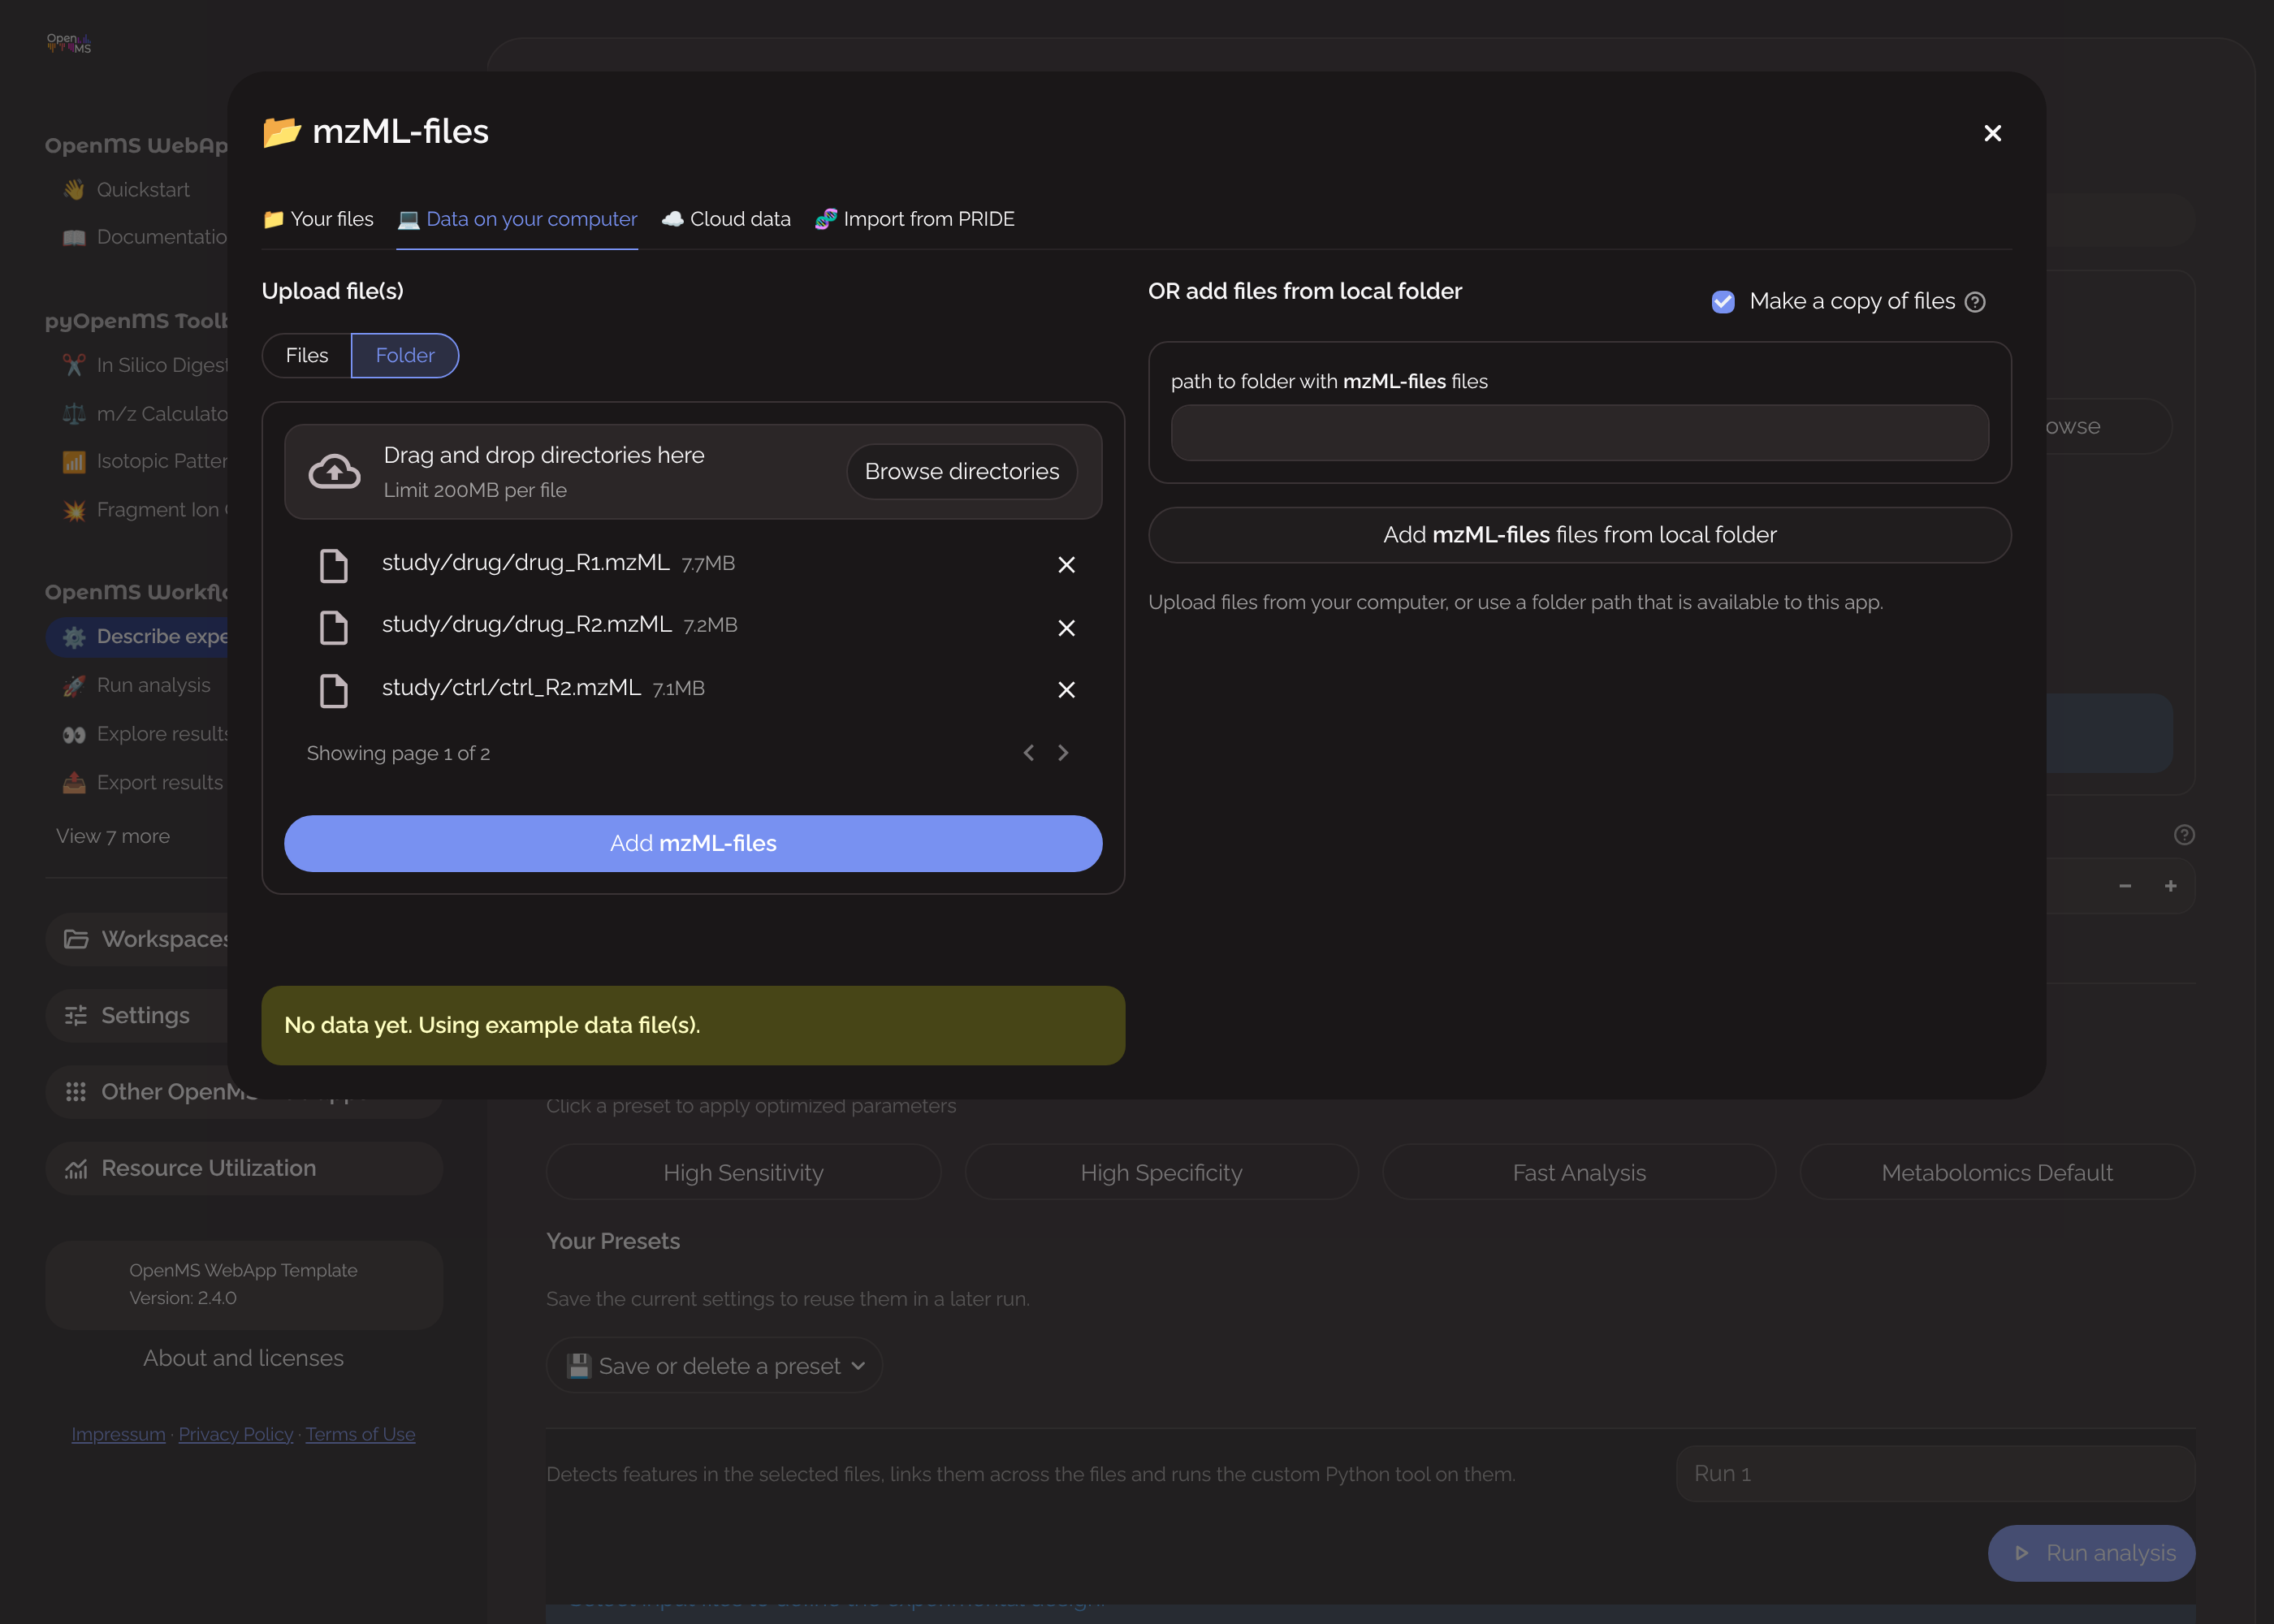 OpenMS
OpenMS WebAp
👋 Quickstart
📖 Documentatio
pyOpenMS Toolb
✂️ In Silico Digest
⚖️ m/z Calculato
📶 Isotopic Patter
💥 Fragment Ion
OpenMS Workflo
⚙️ Describe expe
🚀 Run analysis
👀 Explore results
📤 Export results
View 7 more
Workspaces
Settings
Other OpenMS
Resource Utilization
OpenMS WebApp Template
Version: 2.4.0
About and licenses
Impressum · Privacy Policy · Terms of Use
📂 mzML-files
📁 Your files 💻 Data on your computer ☁️ Cloud data 🧬 Import from PRIDE
Upload file(s)
Files Folder
Drag and drop directories here
Limit 200MB per file
Browse directories
study/drug/drug_R1.mzML 7.7MB
study/drug/drug_R2.mzML 7.2MB
study/ctrl/ctrl_R2.mzML 7.1MB
Showing page 1 of 2
Add mzML-files
No data yet. Using example data file(s).
OR add files from local folder
Make a copy of files
path to folder with mzML-files files
Add mzML-files files from local folder
Upload files from your computer, or use a folder path that is available to this app.
owse
Click a preset to apply optimized parameters
High Sensitivity
High Specificity
Fast Analysis
Metabolomics Default
Your Presets
Save the current settings to reuse them in a later run.
💾 Save or delete a preset
Detects features in the selected files, links them across the files and runs the custom Python tool on them.
Run 1
Run analysis